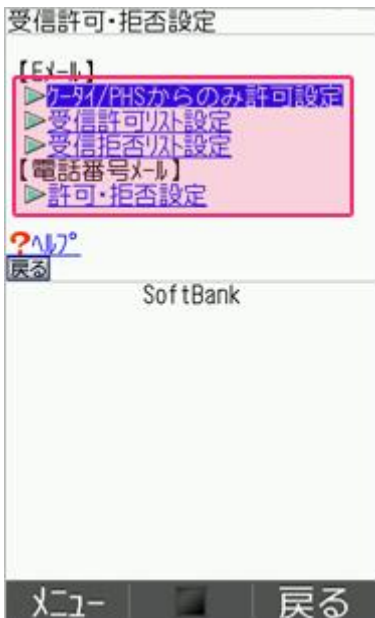 受信許可・拒否設定
【Eメール】
▶ケータイ/PHSからのみ許可設定
▶受信許可リスト設定
▶受信拒否リスト設定
【電話番号メール】
▶許可・拒否設定
?ヘルプ
戻る
SoftBank
メニュー 戻る